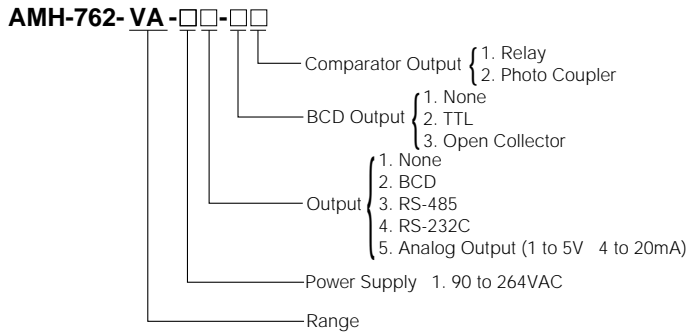 AMH-762-VA-□□-□□
Comparator Output
1. Relay
2. Photo Coupler
BCD Output
1. None
2. TTL
3. Open Collector
Output
1. None
2. BCD
3. RS-485
4. RS-232C
5. Analog Output (1 to 5V 4 to 20mA)
Power Supply 1. 90 to 264VAC
Range